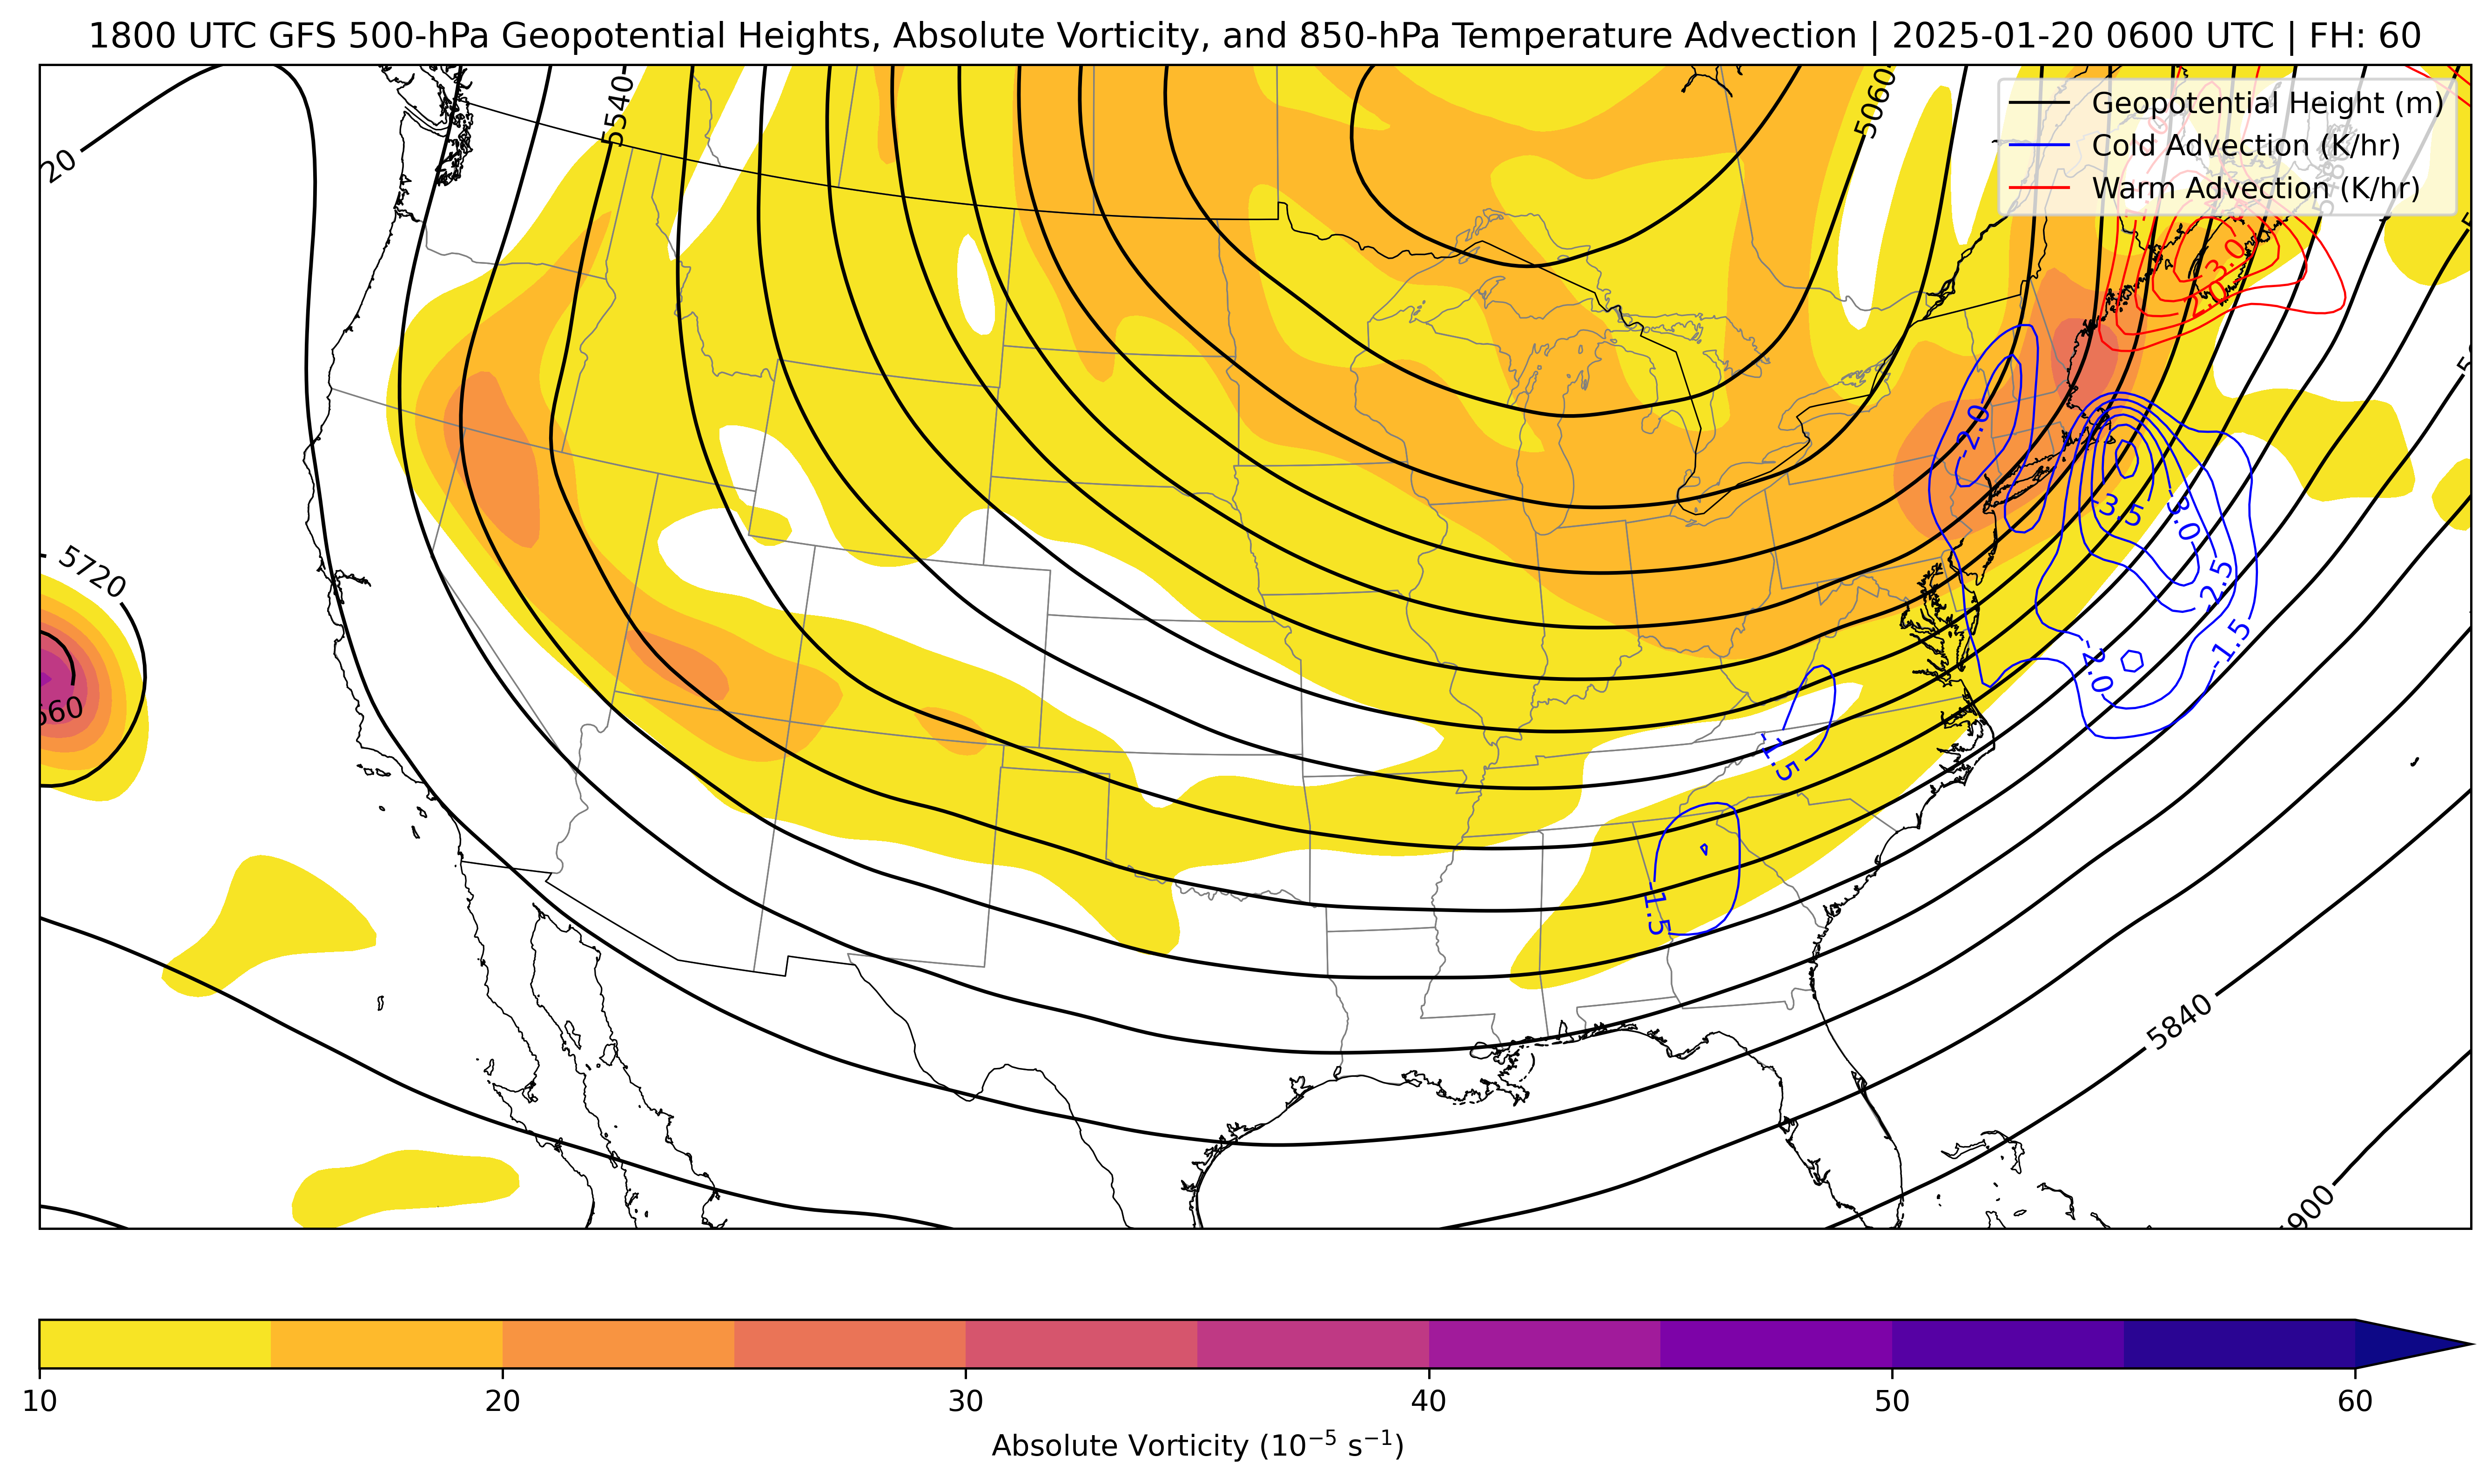 1800 UTC GFS 500-hPa Geopotential Heights, Absolute Vorticity, and 850-hPa Temperature Advection | 2025-01-20 0600 UTC | FH: 60
5540
5060
Geopotential Height (m)
Cold Advection (K/hr)
Warm Advection (K/hr)
20
3.0
2.0
-2.0
-3.5
-3.0
-2.5
5720
-1.5
-2.0
560
-1.5
-1.5
5840
900
10 20 30 40 50 60
Absolute Vorticity (10⁻⁵ s⁻¹)